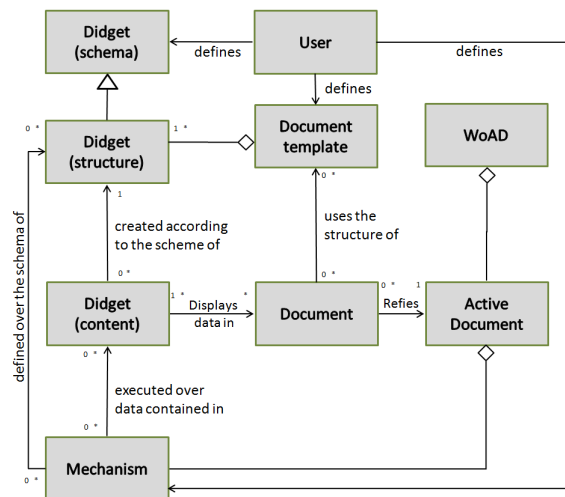 Didget
(schema)
User
defines
defines
defines
0 *
Didget
(structure)
1 *
Document
template
WoAD
0 *
1
created according
to the scheme of
uses the
structure of
defined over the schema of
0 *
0 *
Didget
(content)
1 *
*
Displays
data in
Document
0 *
1
Refies
Active
Document
0 *
executed over
data contained in
0 *
Mechanism
0 *
*